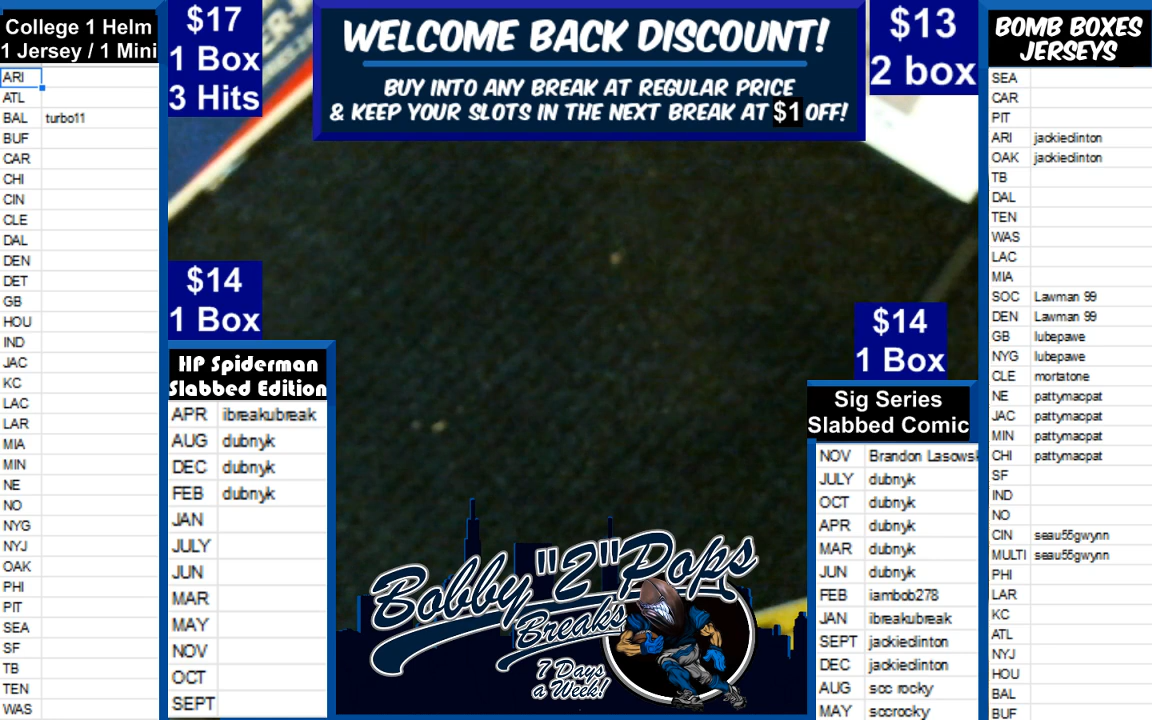 College 1 Helm
1 Jersey / 1 Mini
ARI
ATL
BAL turbo11
BUF
CAR
CHI
CIN
CLE
DAL
DEN
DET
GB
HOU
IND
JAC
KC
LAC
LAR
MIA
MIN
NE
NO
NYG
NYJ
OAK
PHI
PIT
SEA
SF
TB
TEN
WAS
$17
1 Box
3 Hits
WELCOME BACK DISCOUNT!
BUY INTO ANY BREAK AT REGULAR PRICE
& KEEP YOUR SLOTS IN THE NEXT BREAK AT $1 OFF!
$13
2 box
$14
1 Box
HP Spiderman
Slabbed Edition
APR ibreakubreak
AUG dubnyk
DEC dubnyk
FEB dubnyk
JAN
JULY
JUN
MAR
MAY
NOV
OCT
SEPT
Bobby "2" Pops
Breaks
7 Days
a Week!
$14
1 Box
Sig Series
Slabbed Comic
NOV Brandon Lasowsk
JULY dubnyk
OCT dubnyk
APR dubnyk
MAR dubnyk
JUN dubnyk
FEB iambob278
JAN ibreakubreak
SEPT jackieclinton
DEC jackieclinton
AUG scc rocky
MAY sccrocky
BOMB BOXES
JERSEYS
SEA
CAR
PIT
ARI jackieclinton
OAK jackieclinton
TB
DAL
TEN
WAS
LAC
MIA
SOC Lawman 99
DEN Lawman 99
GB lubepawe
NYG lubepawe
CLE mortatone
NE pattymacpat
JAC pattymacpat
MIN pattymacpat
CHI pattymacpat
SF
IND
NO
CIN seau55gwynn
MULTI seau55gwynn
PHI
LAR
KC
ATL
NYJ
HOU
BAL
BUF